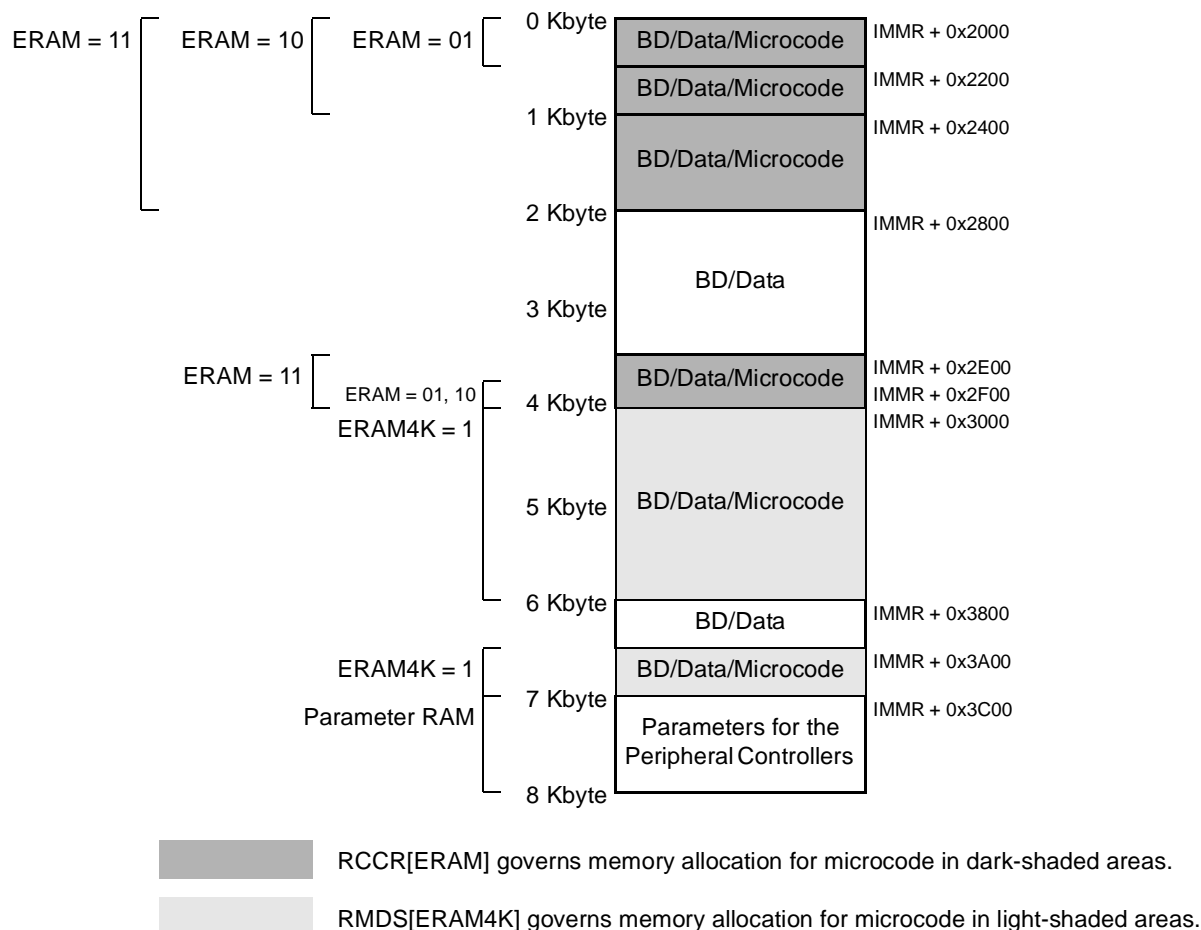 0 Kbyte
ERAM = 11 ERAM = 10 ERAM = 01 BD/Data/Microcode IMMR + 0x2000
BD/Data/Microcode IMMR + 0x2200
1 Kbyte IMMR + 0x2400
BD/Data/Microcode
2 Kbyte IMMR + 0x2800
BD/Data
3 Kbyte
ERAM = 11 BD/Data/Microcode IMMR + 0x2E00
ERAM = 01, 10 IMMR + 0x2F00
4 Kbyte
ERAM4K = 1 IMMR + 0x3000
5 Kbyte BD/Data/Microcode
6 Kbyte IMMR + 0x3800
BD/Data
ERAM4K = 1 BD/Data/Microcode IMMR + 0x3A00
7 Kbyte IMMR + 0x3C00
Parameter RAM Parameters for the
Peripheral Controllers
8 Kbyte
RCCR[ERAM] governs memory allocation for microcode in dark-shaded areas.
RMDS[ERAM4K] governs memory allocation for microcode in light-shaded areas.